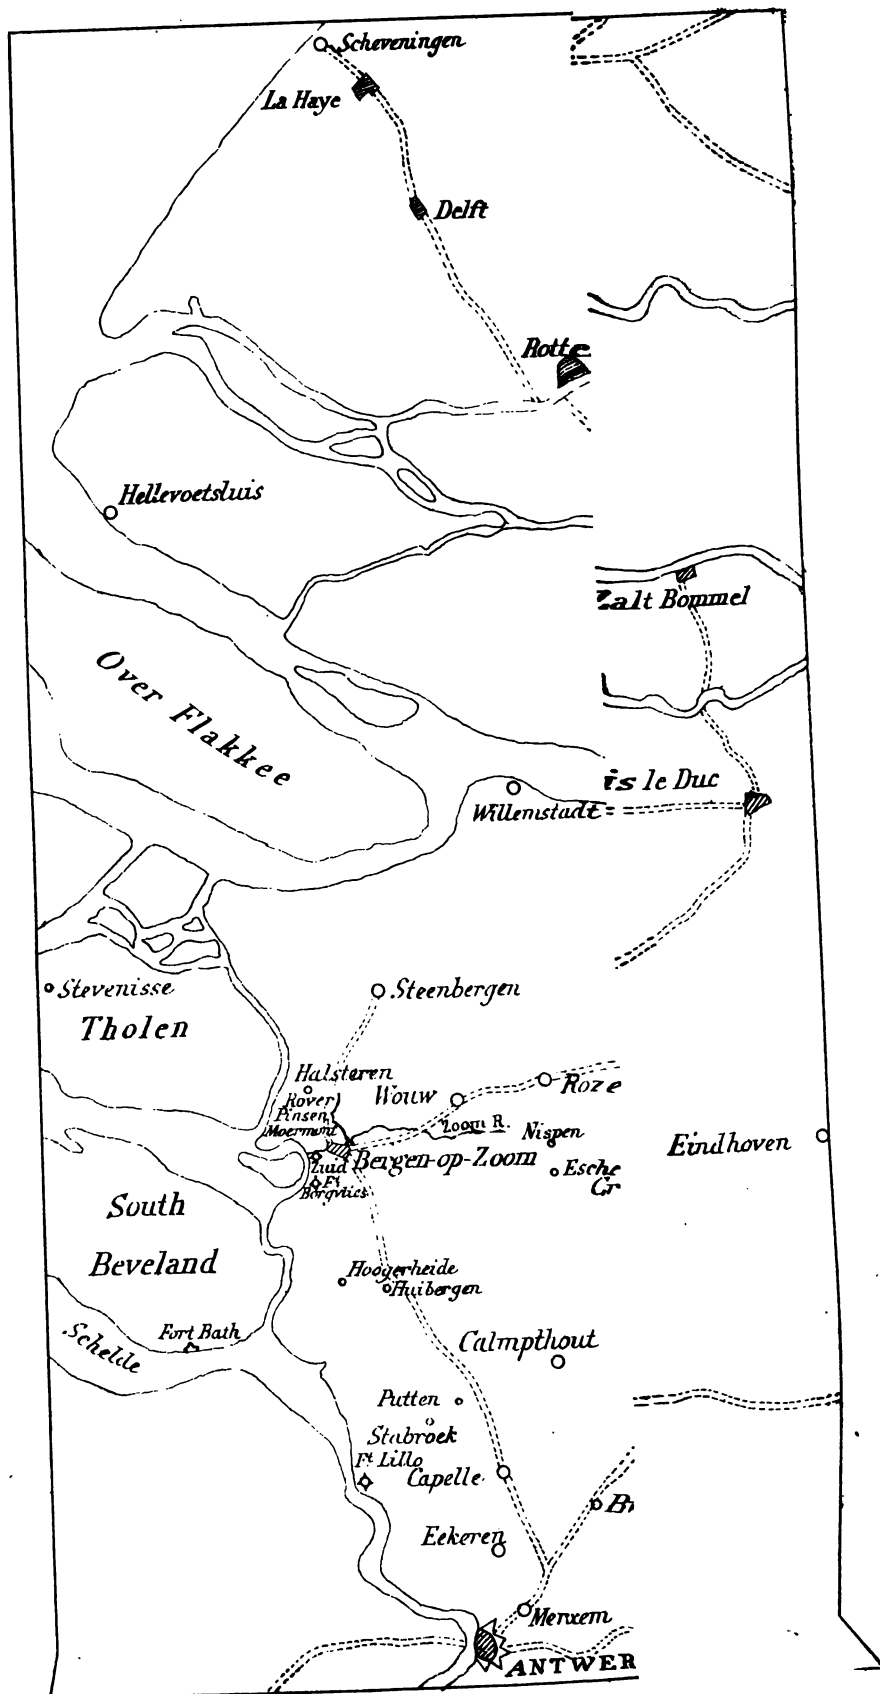 Scheveningen
La Haye
Delft
Rotte
Hellevoetsluis
Zalt Bommel
Over Flakkee
is le Duc
Willemstadt
Stevenisse
Steenbergen
Tholen
Halsteren
Rover
Wouw
Roze
Pinsen
Moermont
Zoom R.
Nispen
Eindhoven
Bergen-op-Zoom
Zuid
Esche
Ft
Cr
Borgvlies
South
Beveland
Hoogerheide
Huibergen
Schelde
Fort Bath
Calmpthout
Putten
Stabroek
Ft Lillo
Capelle
Eekeren
Merxem
ANTWER